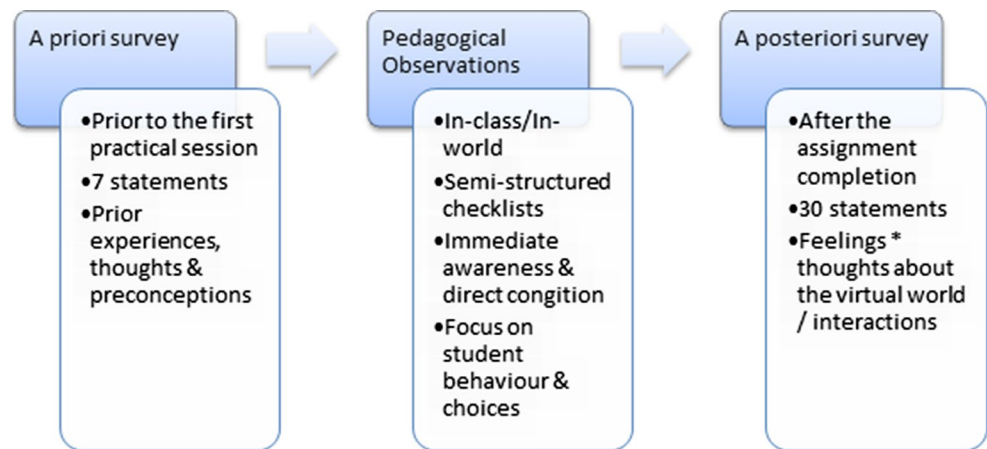 A priori survey
•Prior to the first
practical session
•7 statements
•Prior
experiences,
thoughts &
preconceptions
Pedagogical
Observations
•In-class/In-
world
•Semi-structured
checklists
•Immediate
awareness &
direct congition
•Focus on
student
behaviour &
choices
A posteriori survey
•After the
assignment
completion
•30 statements
•Feelings *
thoughts about
the virtual world
/ interactions